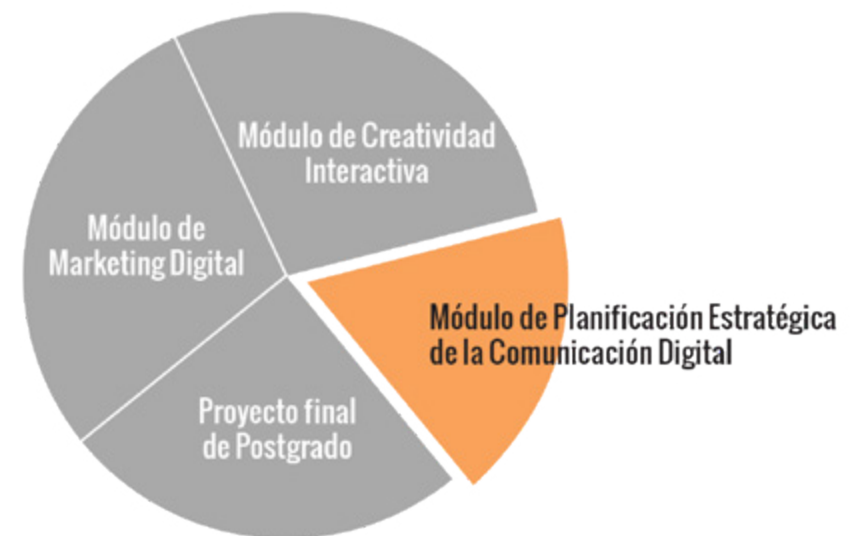 Módulo de Creatividad
Interactiva
Módulo de
Marketing Digital
Módulo de Planificación Estratégica
de la Comunicación Digital
Proyecto final
de Postgrado